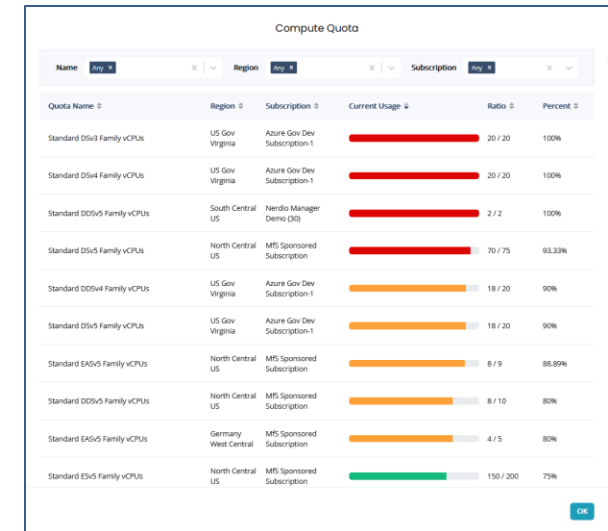 Compute Quota
Name Any × × Region Any × × Subscription Any × ×
Quota Name Region Subscription Current Usage Ratio Percent
Standard DSv3 Family vCPUs US Gov Virginia Azure Gov Dev Subscription-1 20 / 20 100%
Standard DSv4 Family vCPUs US Gov Virginia Azure Gov Dev Subscription-1 20 / 20 100%
Standard DDSv5 Family vCPUs South Central US Nerdio Manager Demo (30) 2 / 2 100%
Standard DSv5 Family vCPUs North Central US MfS Sponsored Subscription 70 / 75 93.33%
Standard DDSv4 Family vCPUs US Gov Virginia Azure Gov Dev Subscription-1 18 / 20 90%
Standard DSv5 Family vCPUs US Gov Virginia Azure Gov Dev Subscription-1 18 / 20 90%
Standard EASv5 Family vCPUs North Central US MfS Sponsored Subscription 8 / 9 88.89%
Standard DDSv5 Family vCPUs North Central US MfS Sponsored Subscription 8 / 10 80%
Standard EASv5 Family vCPUs Germany West Central MfS Sponsored Subscription 4 / 5 80%
Standard ESv5 Family vCPUs North Central US MfS Sponsored Subscription 150 / 200 75%
OK